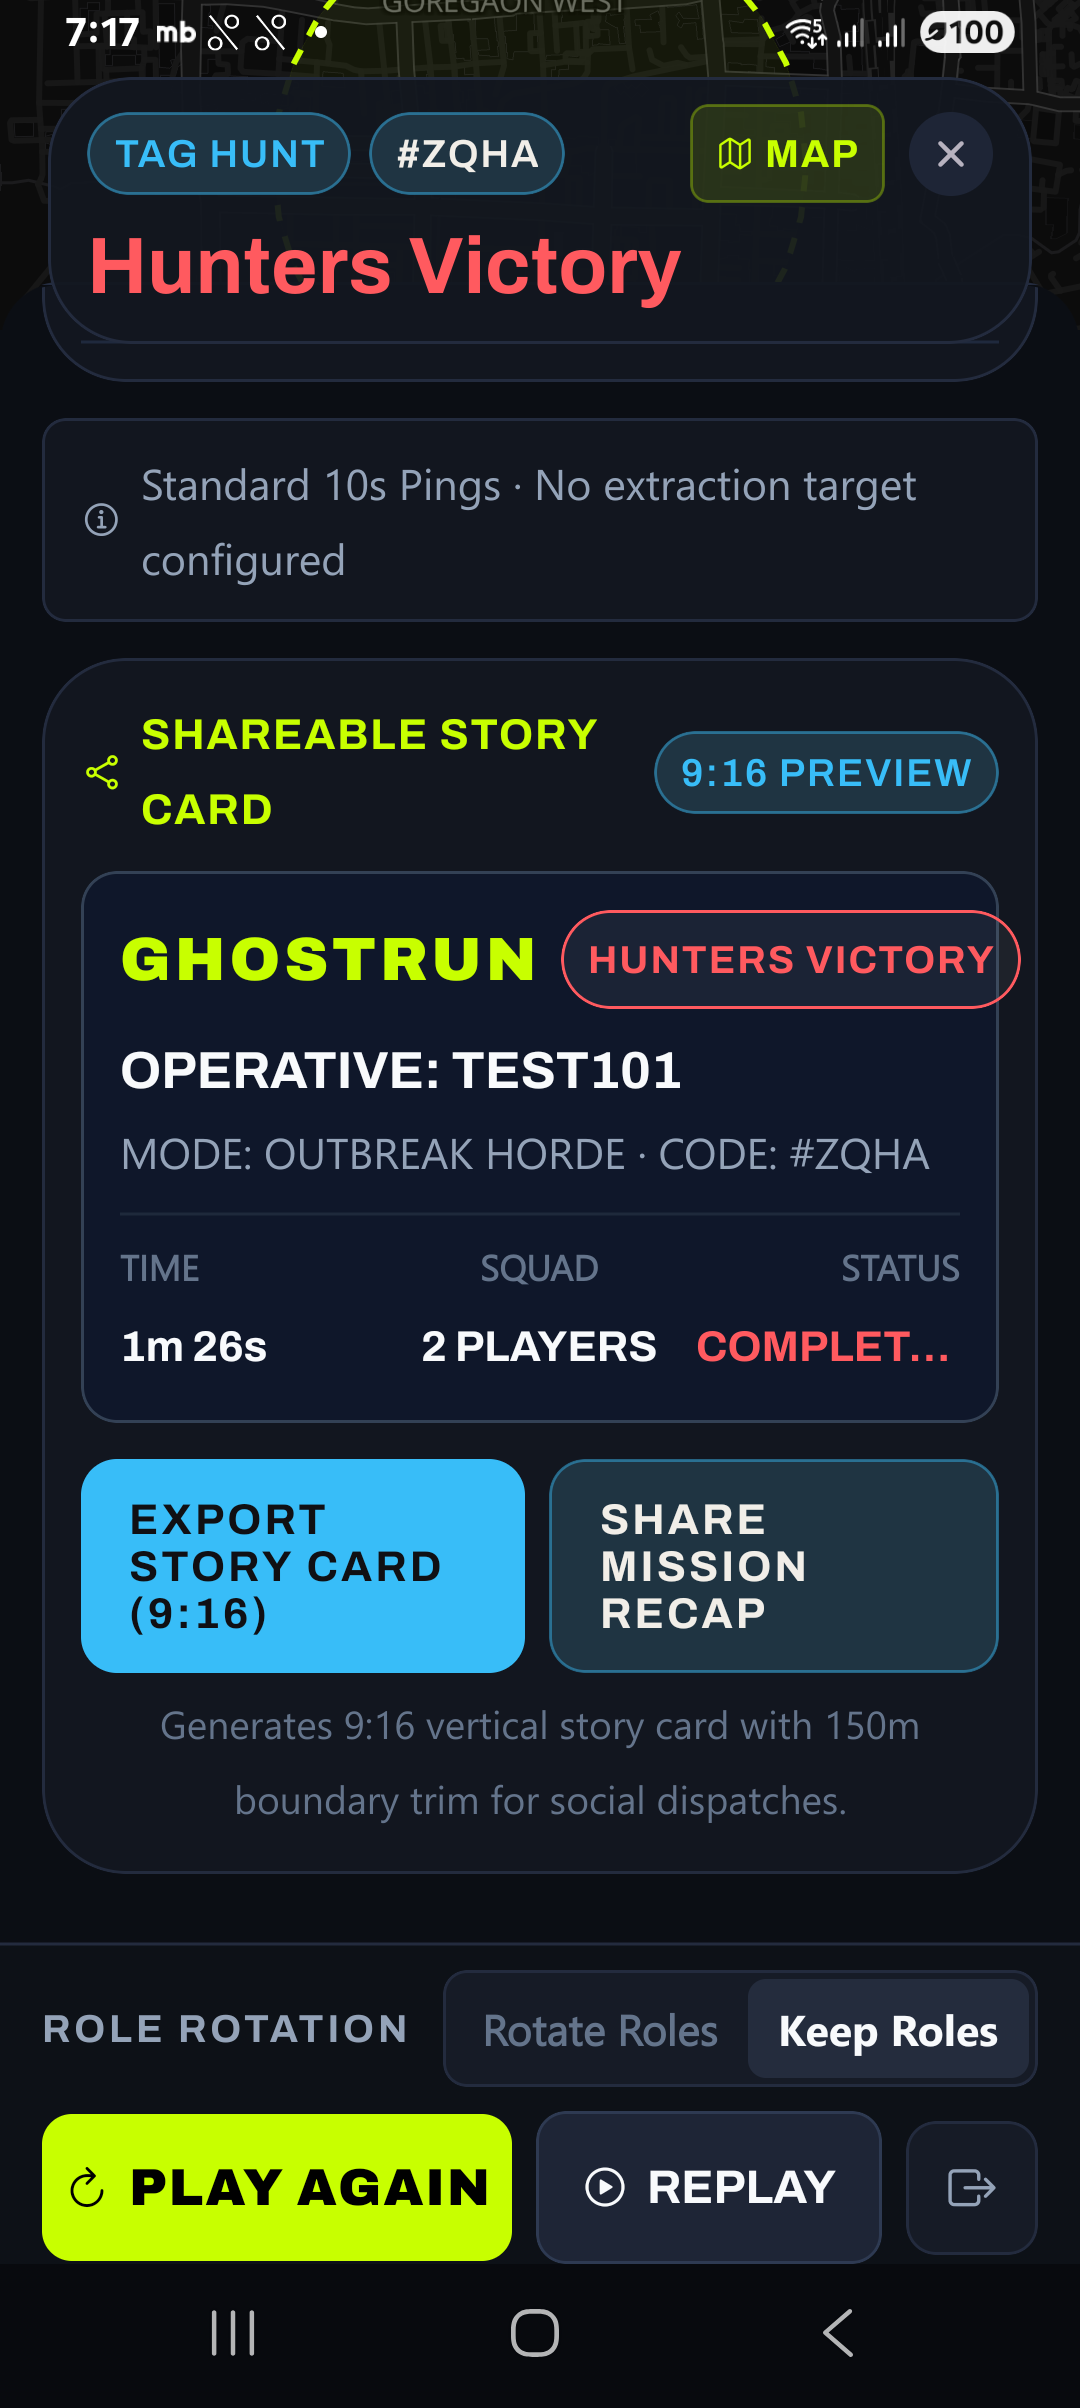 GOREGAON WEST
7:17 mb
5
100
TAG HUNT
#ZQHA
MAP
Hunters Victory
Standard 10s Pings · No extraction target
configured
SHAREABLE STORY
CARD
9:16 PREVIEW
GHOSTRUN
HUNTERS VICTORY
OPERATIVE: TEST101
MODE: OUTBREAK HORDE · CODE: #ZQHA
TIME
SQUAD
STATUS
1m 26s
2 PLAYERS
COMPLET...
EXPORT
STORY CARD
(9:16)
SHARE
MISSION
RECAP
Generates 9:16 vertical story card with 150m
boundary trim for social dispatches.
ROLE ROTATION
Rotate Roles
Keep Roles
PLAY AGAIN
REPLAY